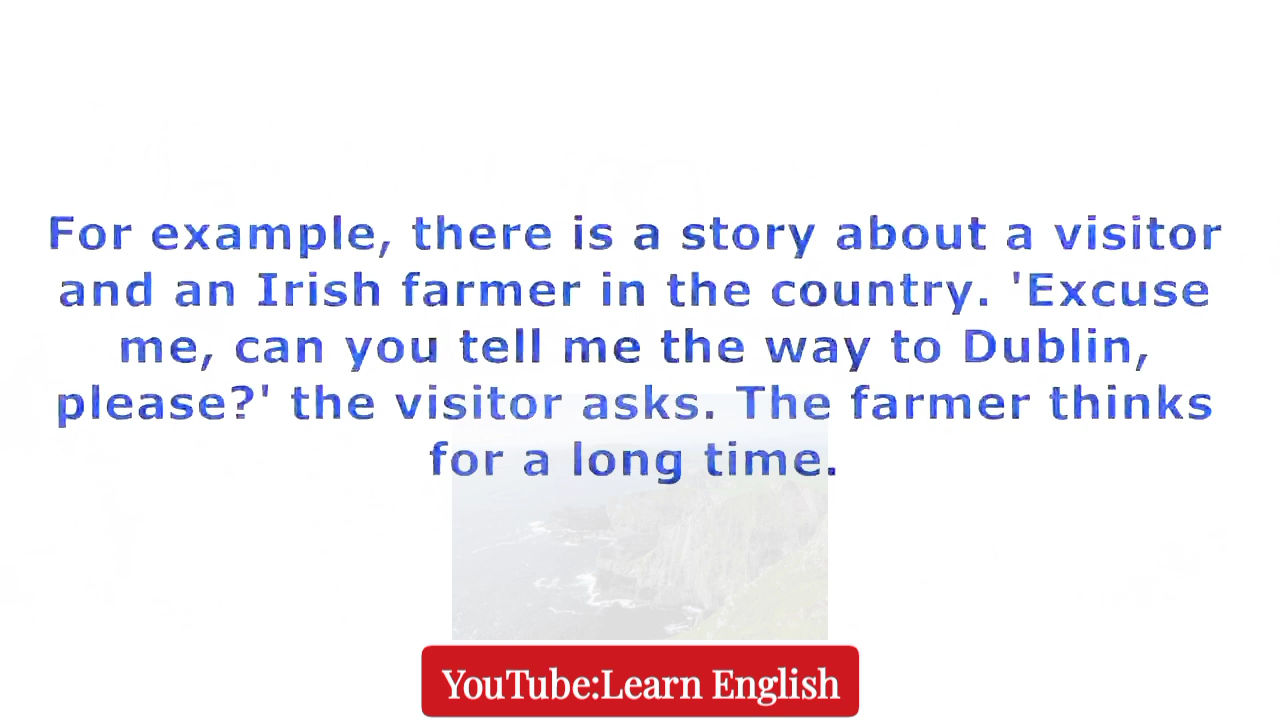 For example, there is a story about a visitor
and an Irish farmer in the country. 'Excuse
me, can you tell me the way to Dublin,
please?' the visitor asks. The farmer thinks
for a long time.
YouTube:Learn English